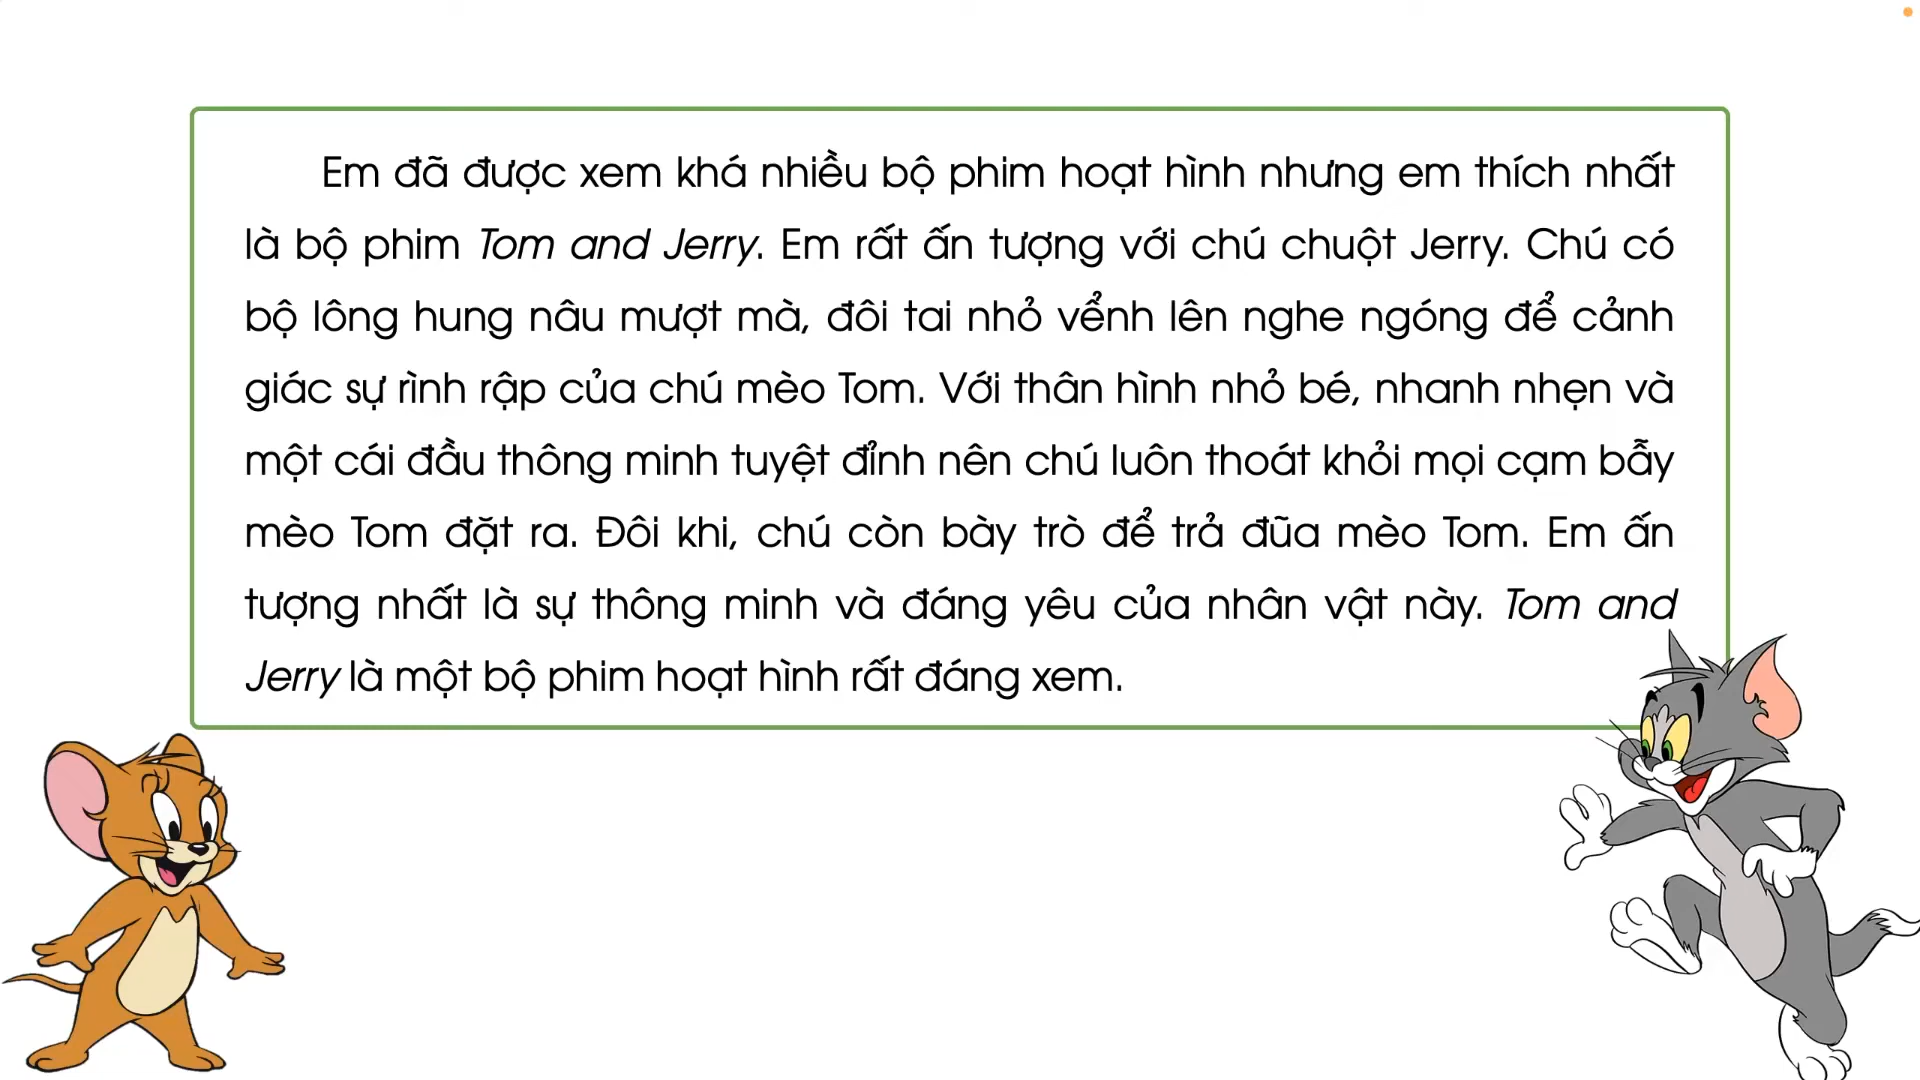 Em đã được xem khá nhiều bộ phim hoạt hình nhưng em thích nhất
là bộ phim Tom and Jerry. Em rất ấn tượng với chú chuột Jerry. Chú có
bộ lông hung nâu mượt mà, đôi tai nhỏ vểnh lên nghe ngóng để cảnh
giác sự rình rập của chú mèo Tom. Với thân hình nhỏ bé, nhanh nhẹn và
một cái đầu thông minh tuyệt đỉnh nên chú luôn thoát khỏi mọi cạm bẫy
mèo Tom đặt ra. Đôi khi, chú còn bày trò để trả đũa mèo Tom. Em ấn
tượng nhất là sự thông minh và đáng yêu của nhân vật này. Tom and
Jerry là một bộ phim hoạt hình rất đáng xem.